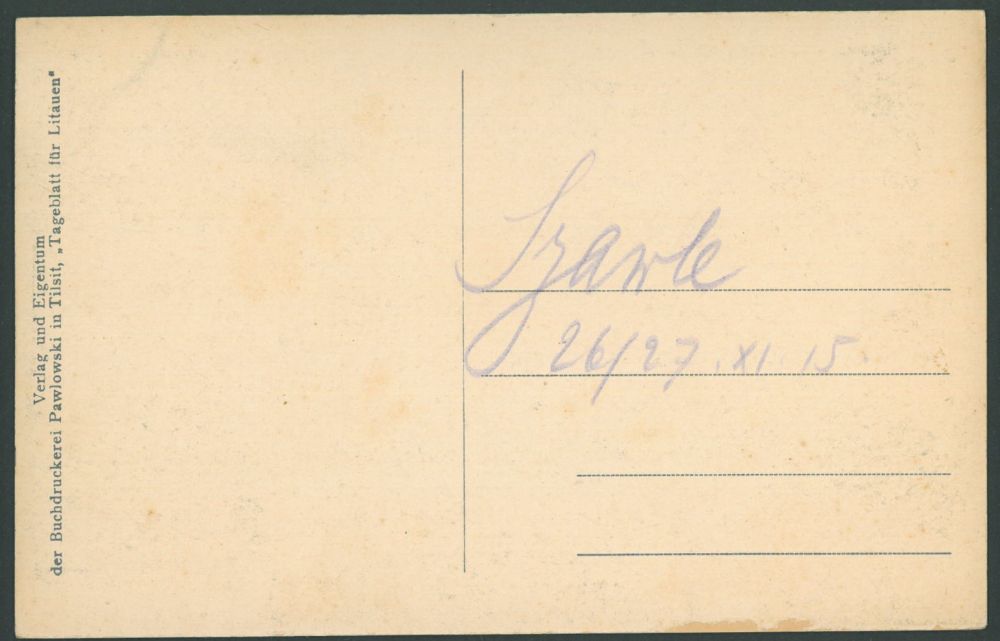 Verlag und Eigentum
der Buchdruckerei Pawlowski in Tilsit, „Tageblatt für Litauen"
Szawle
26/27. XI. 15